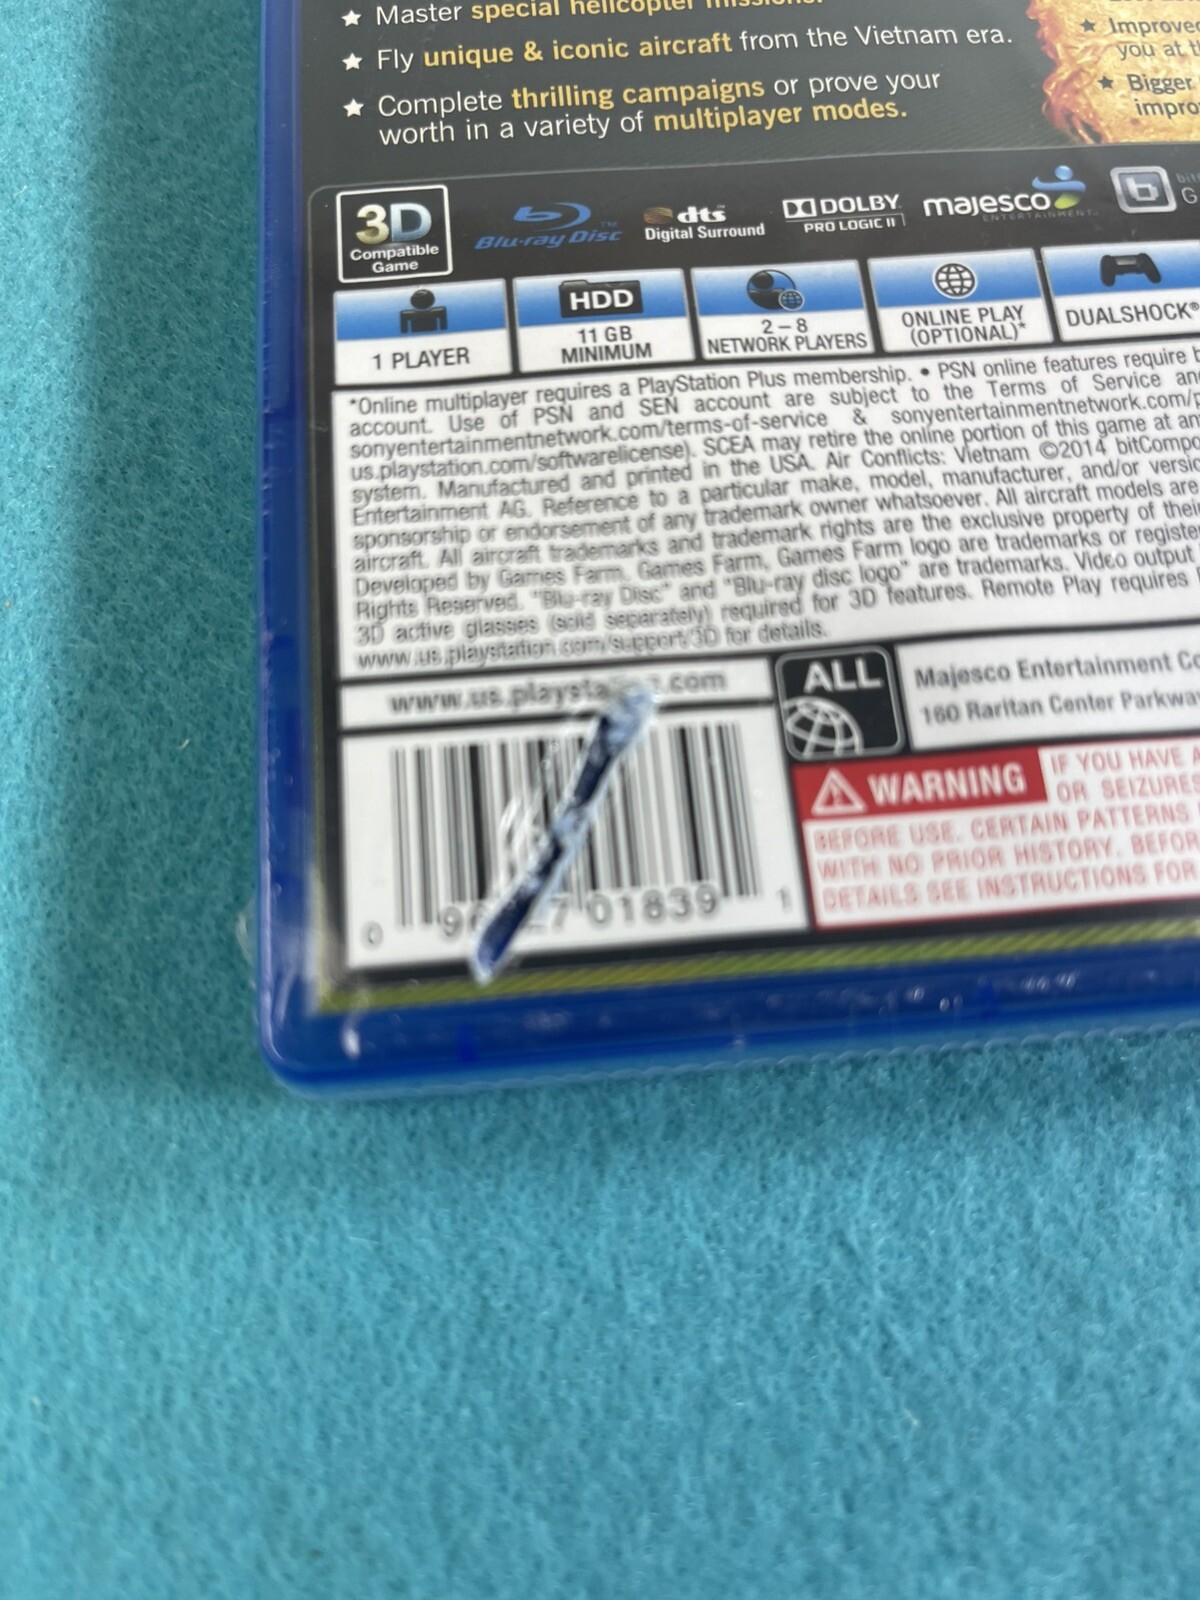 ★ Master special helicopter missions.
★ Fly unique & iconic aircraft from the Vietnam era.
★ Complete thrilling campaigns or prove your
worth in a variety of multiplayer modes.
★ Improved
you at
★ Bigger
impro
3D
Compatible
Game
Blu-ray Disc™
dts
Digital Surround
DOLBY
PRO LOGIC II
majesco
ENTERTAINMENT
b
G
1 PLAYER
HDD
11 GB
MINIMUM
2 – 8
NETWORK PLAYERS
ONLINE PLAY
(OPTIONAL)*
DUALSHOCK®
*Online multiplayer requires a PlayStation Plus membership. • PSN online features require
account. Use of PSN and SEN account are subject to the Terms of Service and
sonyentertainmentnetwork.com/terms-of-service & sonyentertainmentnetwork.com/p
us.playstation.com/softwarelicense). SCEA may retire the online portion of this game at any
system. Manufactured and printed in the USA. Air Conflicts: Vietnam ©2014 bitCompo
Entertainment AG. Reference to a particular make, model, manufacturer, and/or versi
sponsorship or endorsement of any trademark owner whatsoever. All aircraft models are
aircraft. All aircraft trademarks and trademark rights are the exclusive property of their
Developed by Games Farm. Games Farm, Games Farm logo are trademarks or registe
Rights Reserved. "Blu-ray Disc" and "Blu-ray disc logo" are trademarks. Video output
3D active glasses (sold separately) required for 3D features. Remote Play requires
www.us.playstation.com/support/3D for details.
www.us.playsta .com
ALL
Majesco Entertainment Co
160 Raritan Center Parkwa
WARNING
IF YOU HAVE A
OR SEIZURES
BEFORE USE. CERTAIN PATTERNS
WITH NO PRIOR HISTORY. BEFOR
DETAILS SEE INSTRUCTIONS FOR
0 9 7 01839 1